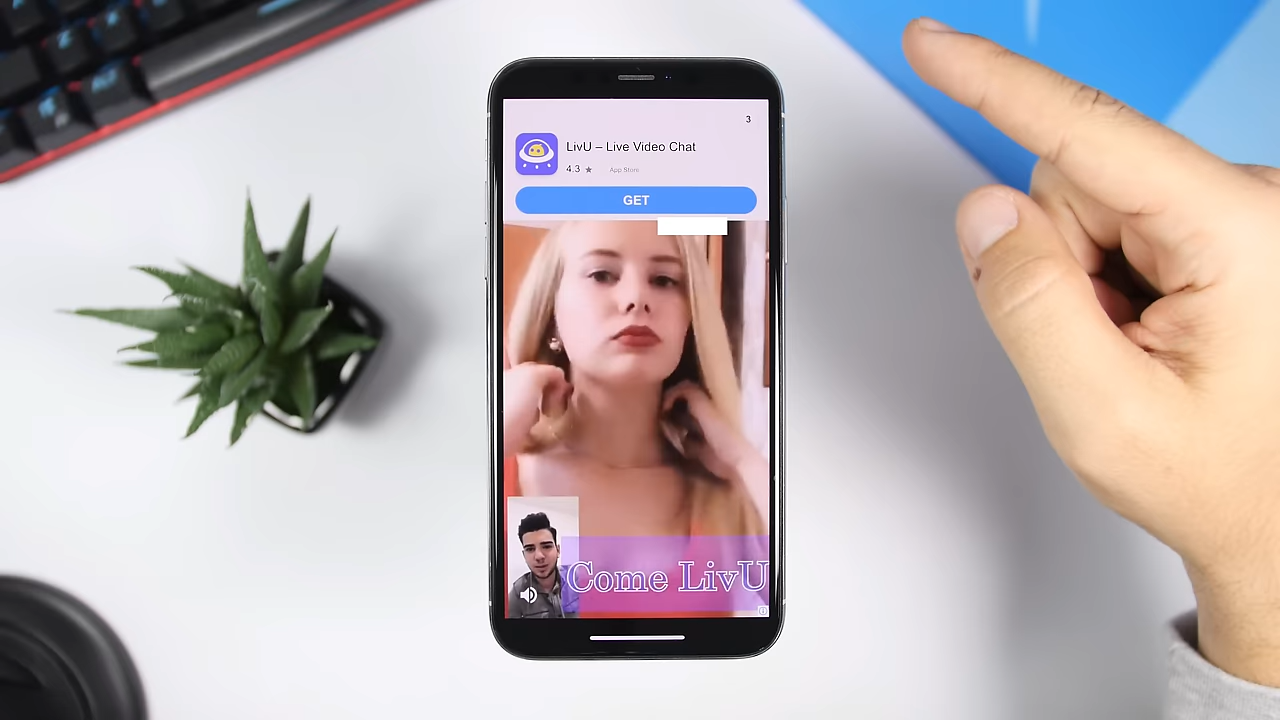 3
LivU – Live Video Chat
4.3 ★ App Store
GET
Come LivU